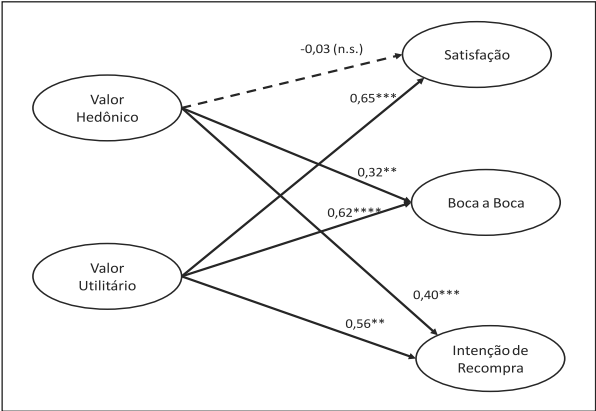 -0,03 (n.s.)
Satisfação
Valor
Hedônico
0,65***
0,32**
Boca a Boca
0,62****
Valor
Utilitário
0,40***
0,56**
Intenção de
Recompra